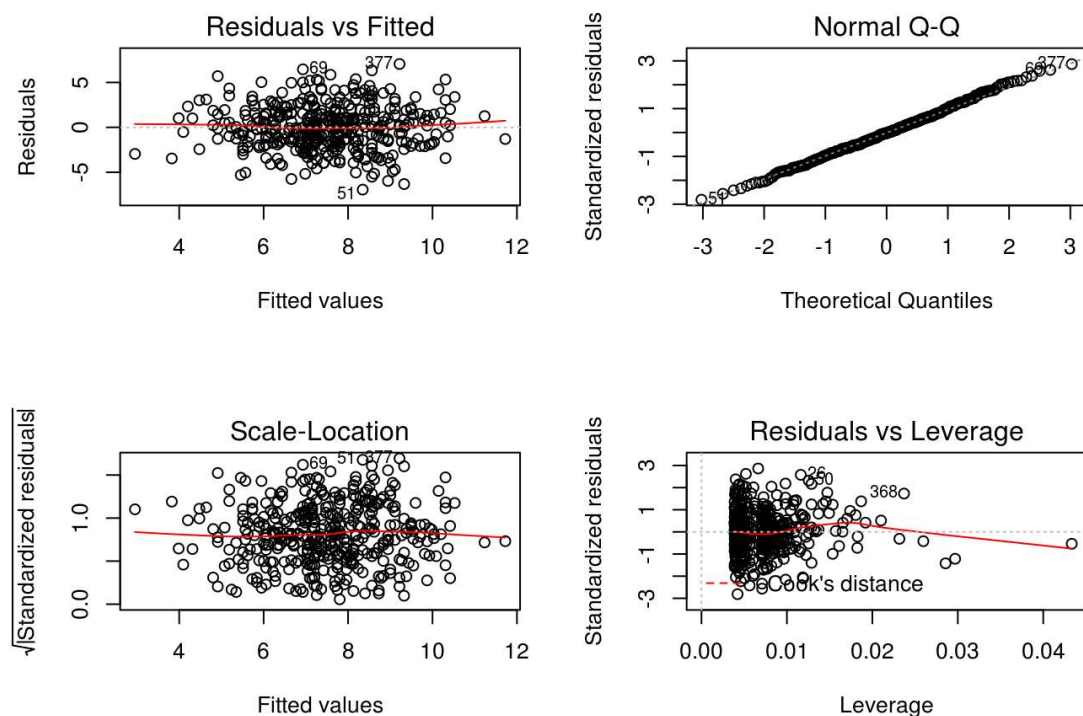 Residuals vs Fitted
Residuals
5
0
-5
69
377
51
4 6 8 10 12
Fitted values
Normal Q-Q
Standardized residuals
3
1
-1
-3
377
51
-3 -2 -1 0 1 2 3
Theoretical Quantiles
Scale-Location
√|Standardized residuals|
1.0
0.0
69
51
377
4 6 8 10 12
Fitted values
Residuals vs Leverage
Standardized residuals
3
1
-1
-3
26
368
Cook's distance
0.00 0.01 0.02 0.03 0.04
Leverage